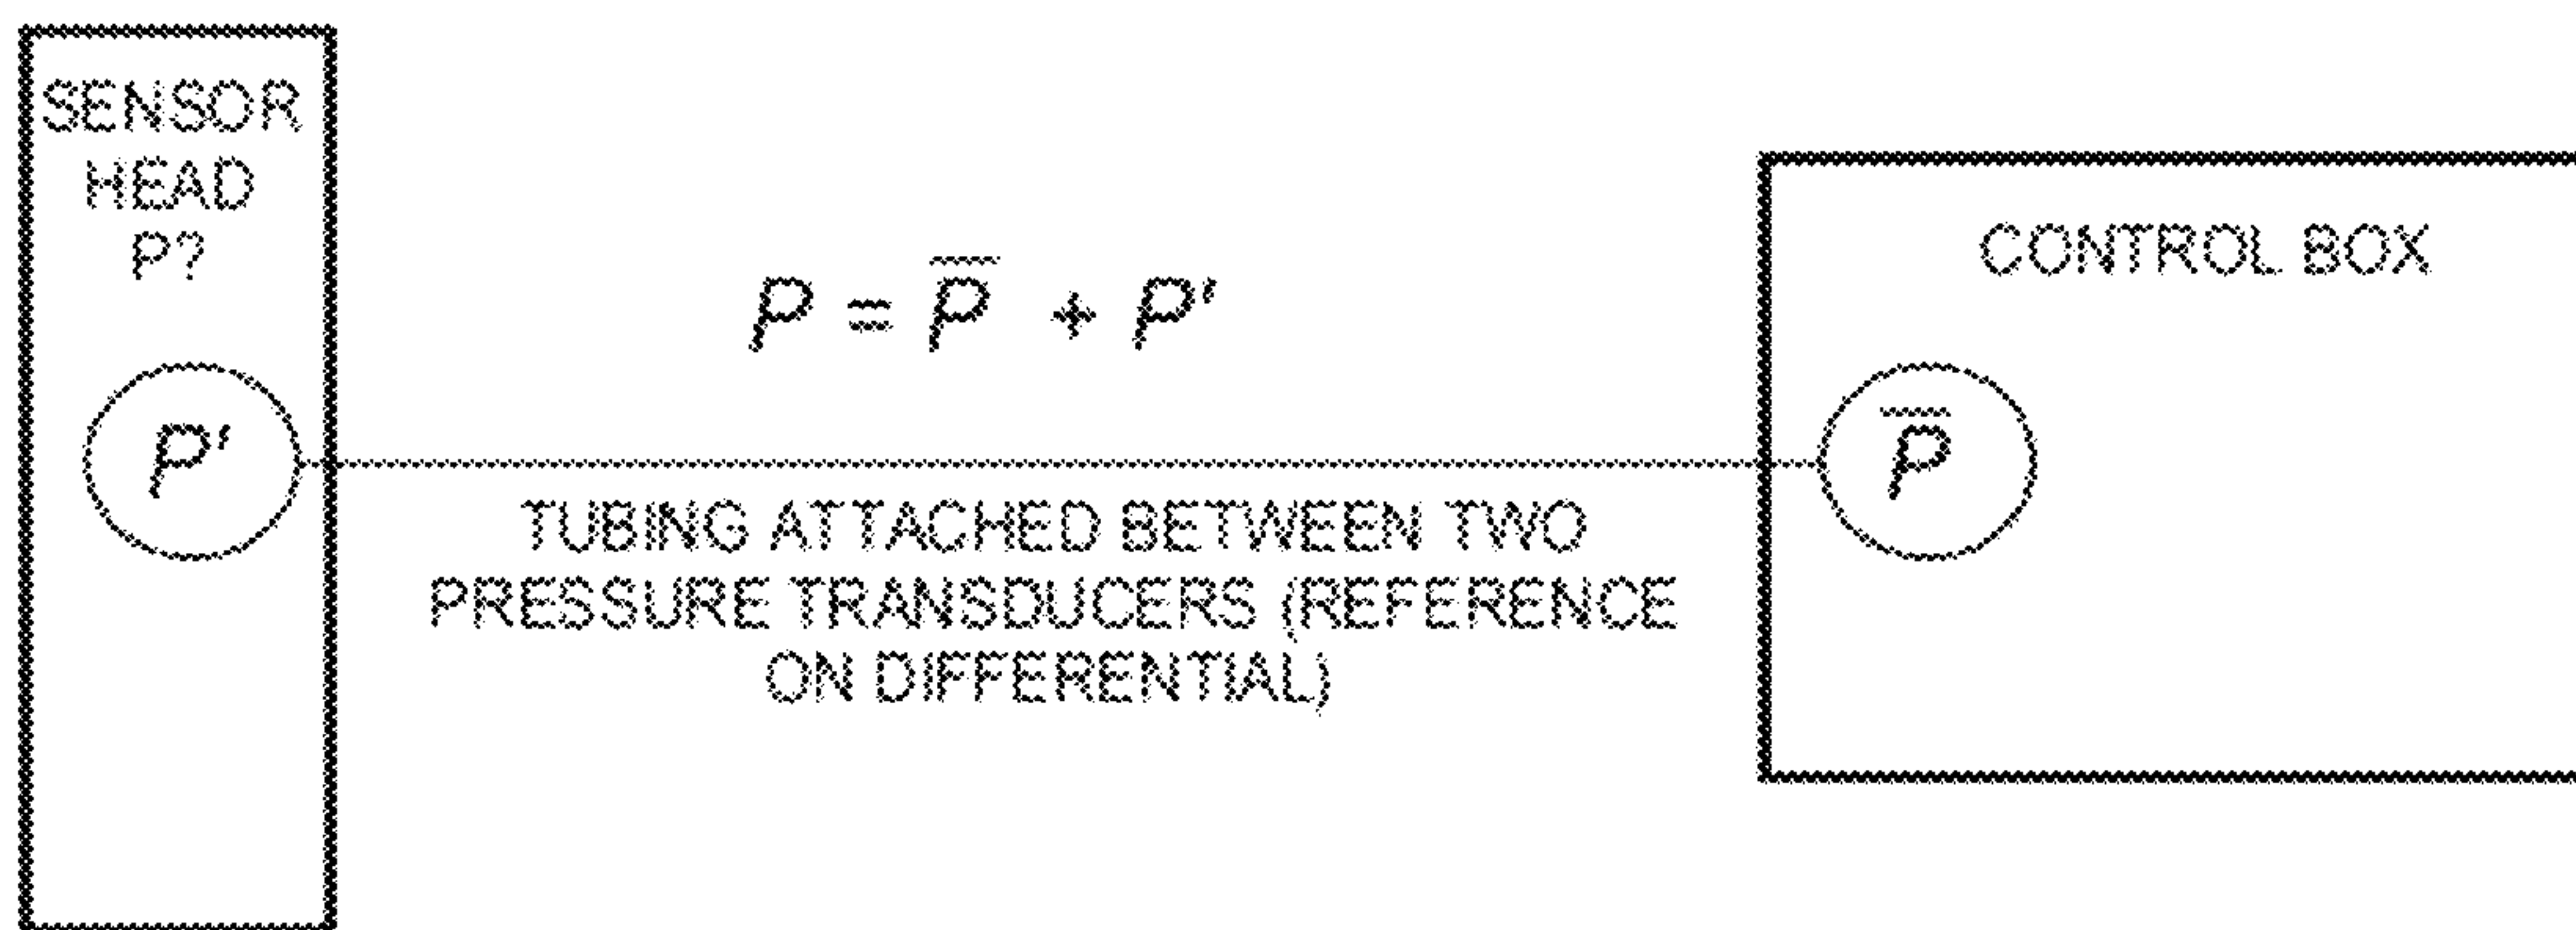 SENSOR
HEAD
P?
P'
P = P̅ + P'
TUBING ATTACHED BETWEEN TWO
PRESSURE TRANSDUCERS (REFERENCE
ON DIFFERENTIAL)
CONTROL BOX
P̅